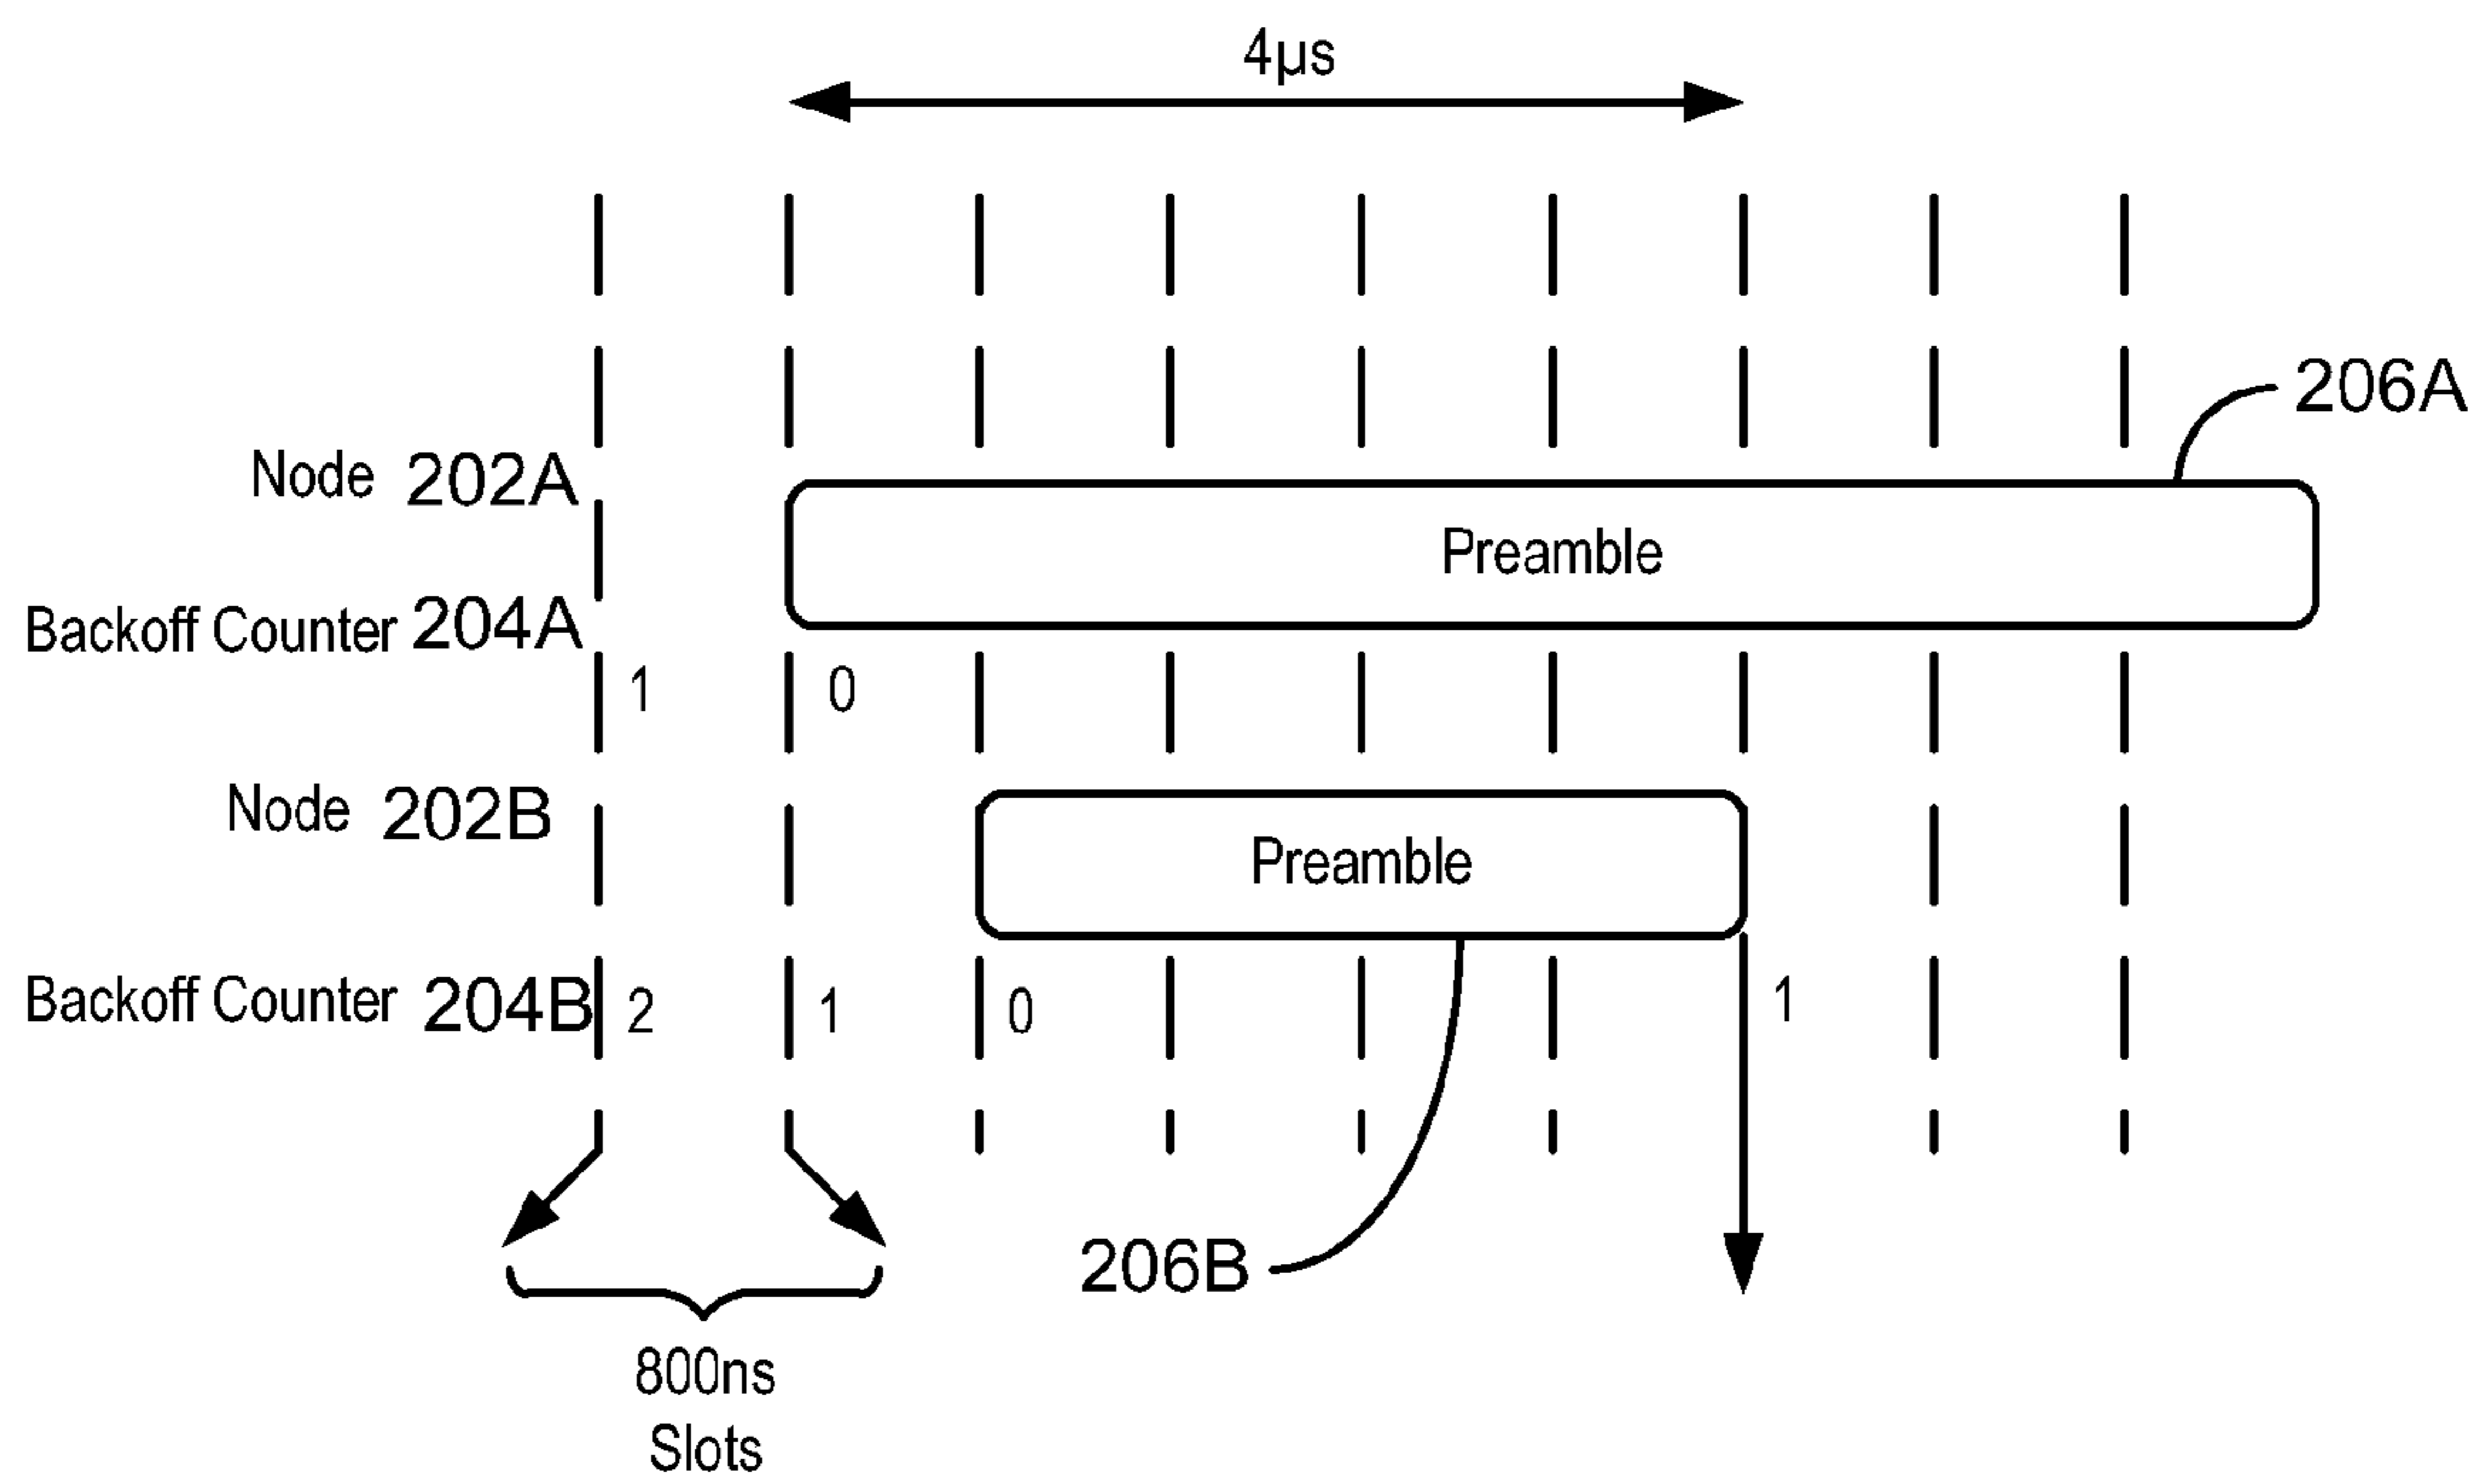 4µs
206A
Node 202A
Preamble
Backoff Counter 204A
1 0
Node 202B
Preamble
Backoff Counter 204B 2 1 0 1
206B
800ns
Slots